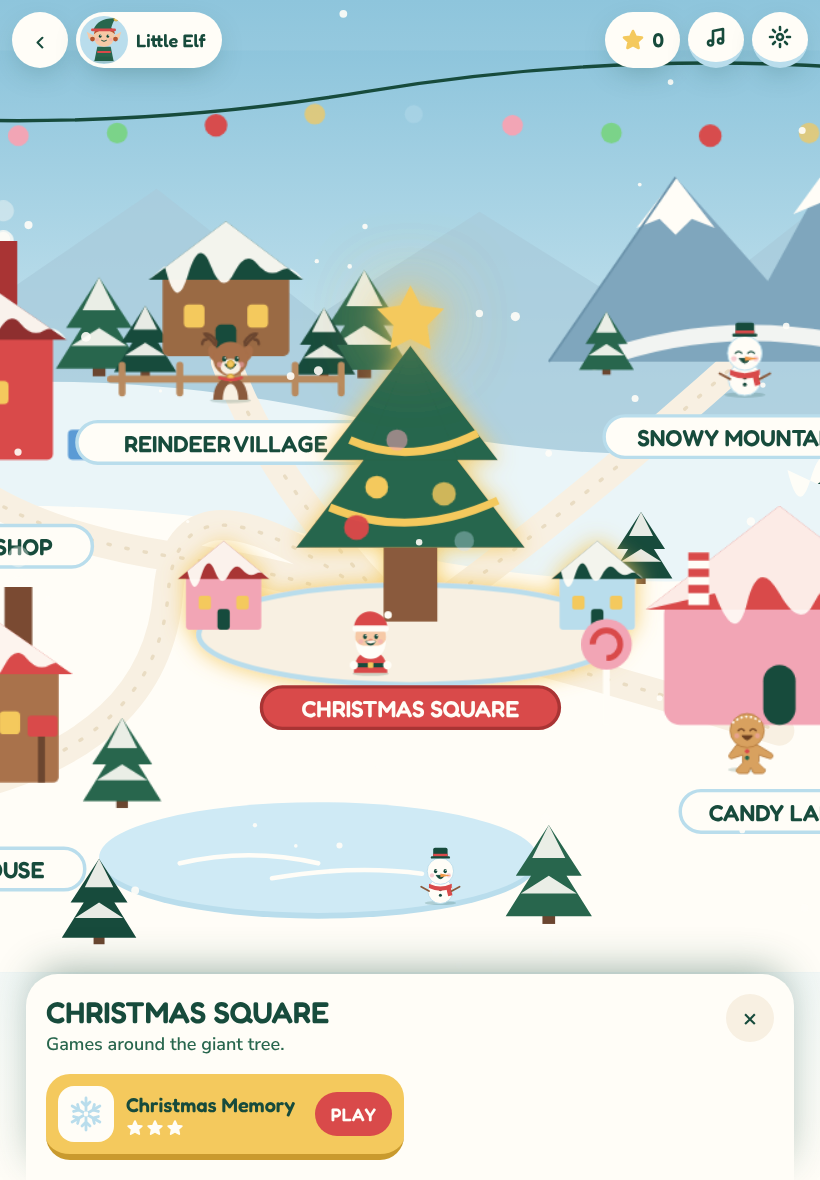 Little Elf
0
REINDEER VILLAGE
SNOWY MOUNTA
SHOP
CHRISTMAS SQUARE
CANDY LA
OUSE
CHRISTMAS SQUARE
Games around the giant tree.
Christmas Memory
PLAY